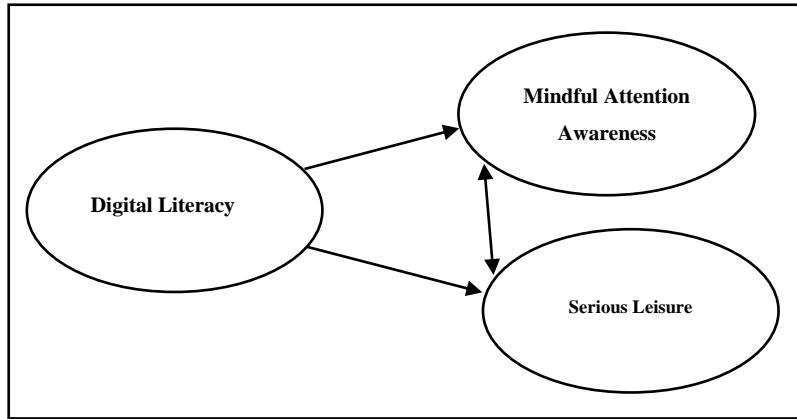 Mindful Attention
Awareness
Digital Literacy
Serious Leisure